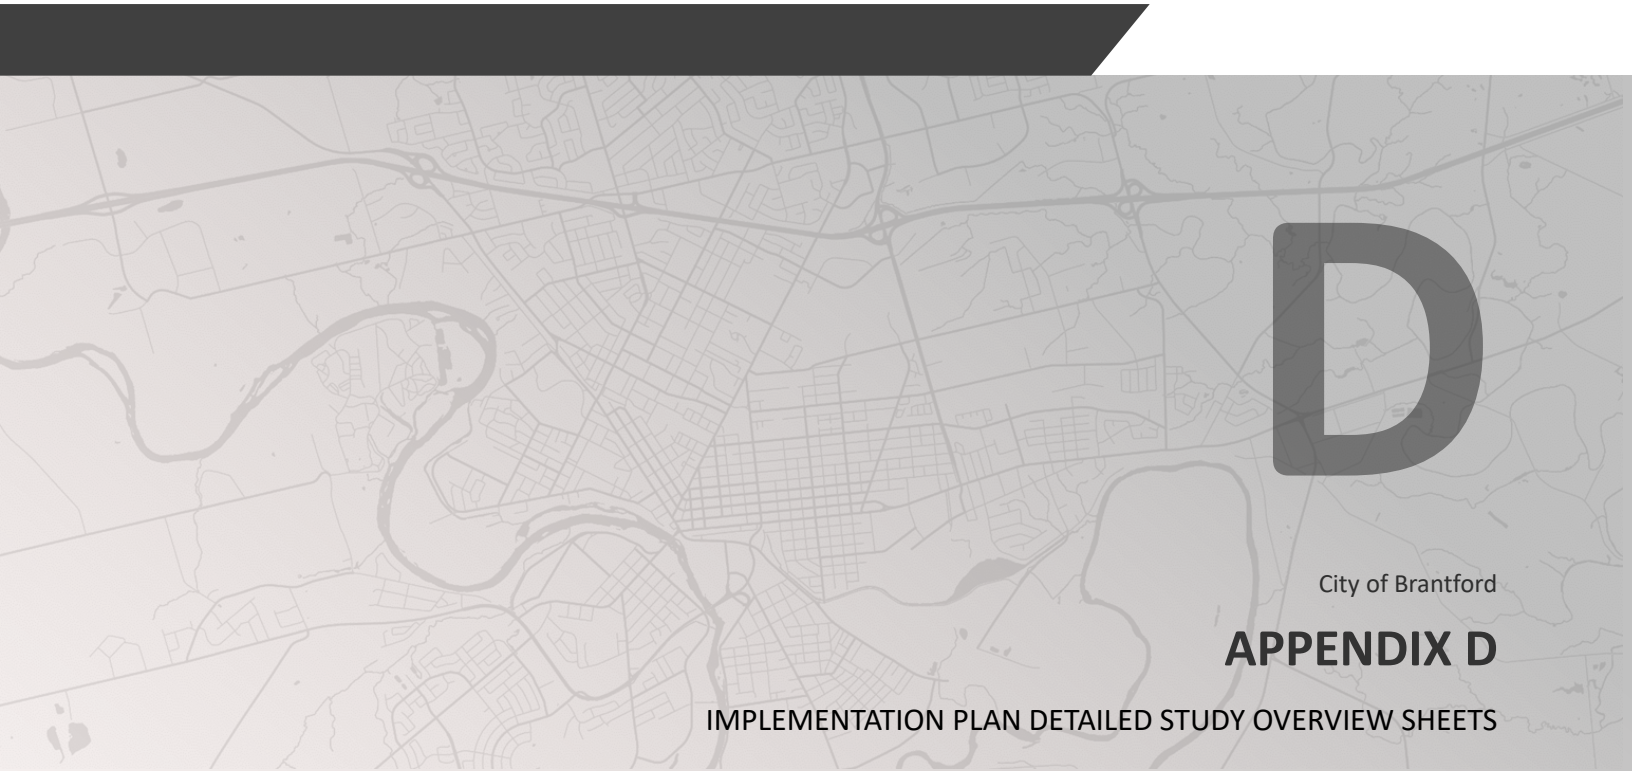 D
City of Brantford
APPENDIX D
IMPLEMENTATION PLAN DETAILED STUDY OVERVIEW SHEETS